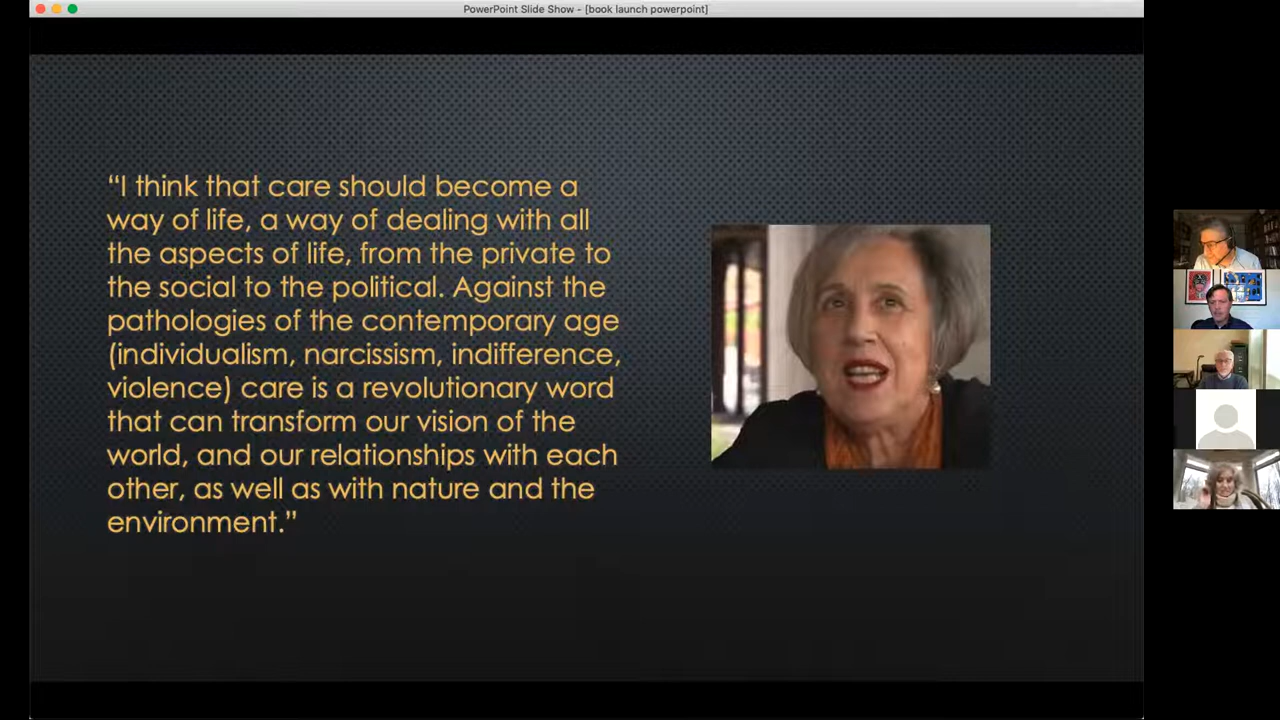 PowerPoint Slide Show - [book launch powerpoint]
“I think that care should become a
way of life, a way of dealing with all
the aspects of life, from the private to
the social to the political. Against the
pathologies of the contemporary age
(individualism, narcissism, indifference,
violence) care is a revolutionary word
that can transform our vision of the
world, and our relationships with each
other, as well as with nature and the
environment.”